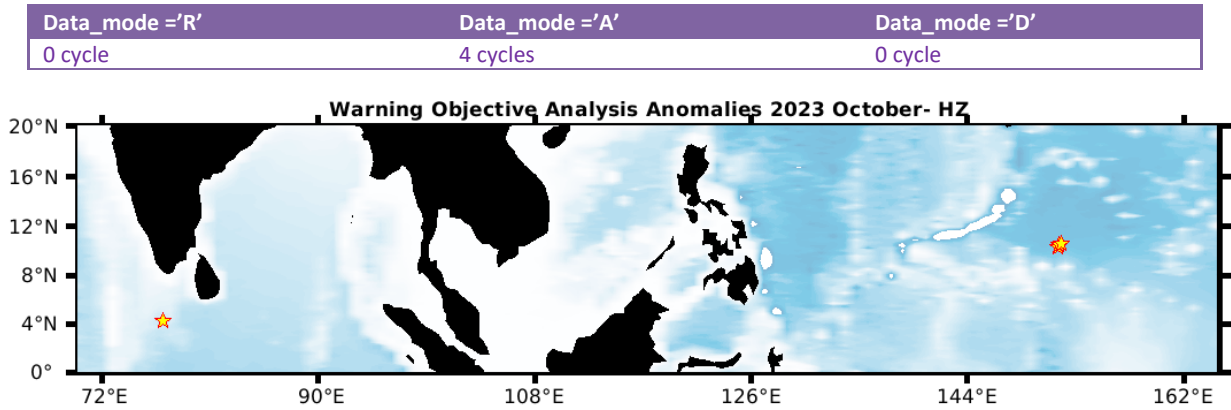 Data_mode ='R' Data_mode ='A' Data_mode ='D'
0 cycle 4 cycles 0 cycle
Warning Objective Analysis Anomalies 2023 October- HZ
20°N
16°N
12°N
8°N
4°N
0°
72°E 90°E 108°E 126°E 144°E 162°E